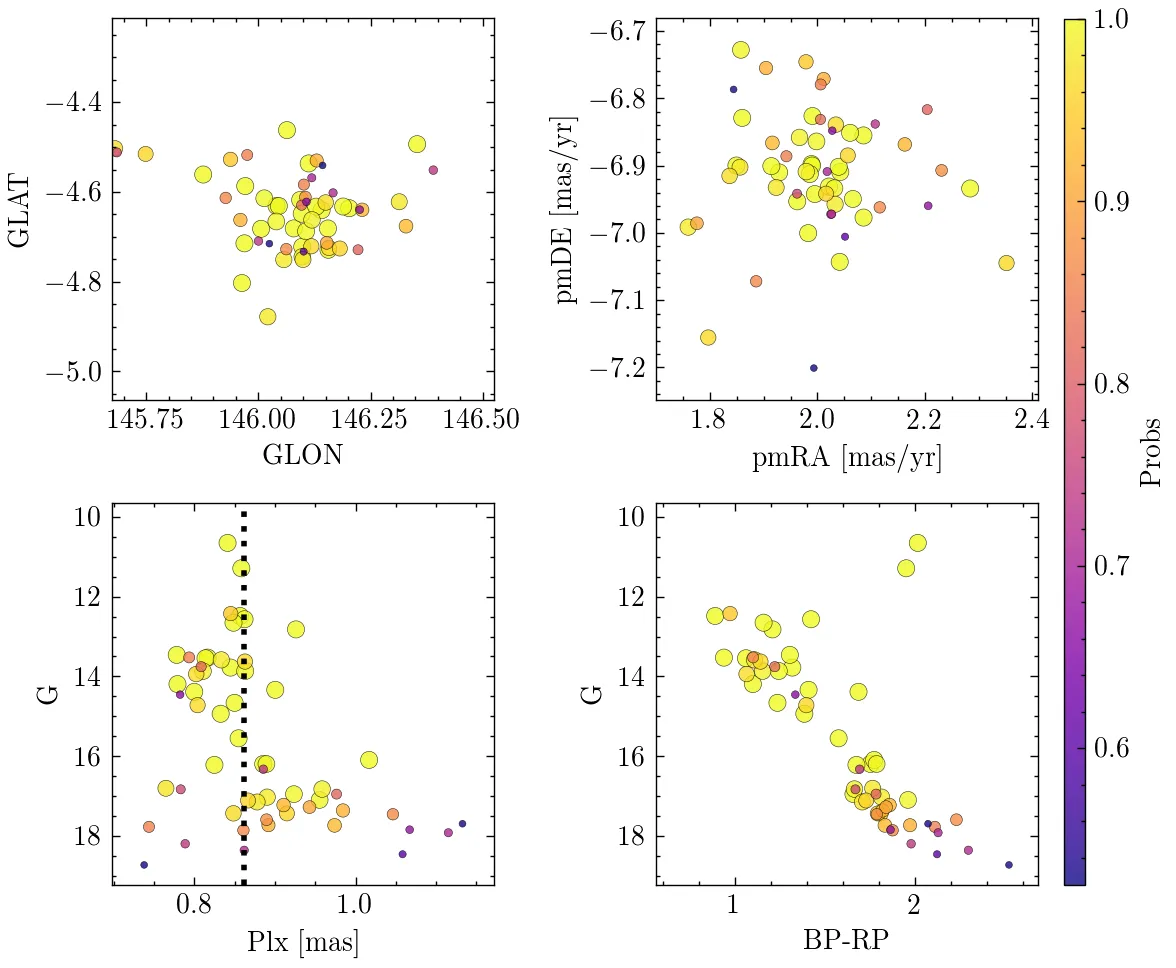 −4.4
−4.6
−4.8
−5.0
GLAT
145.75 146.00 146.25 146.50
GLON
−6.7
−6.8
−6.9
−7.0
−7.1
−7.2
pmDE [mas/yr]
1.8 2.0 2.2 2.4
pmRA [mas/yr]
10
12
14
16
18
G
0.8 1.0
Plx [mas]
10
12
14
16
18
G
1 2
BP-RP
1.0
0.9
0.8
0.7
0.6
Probs